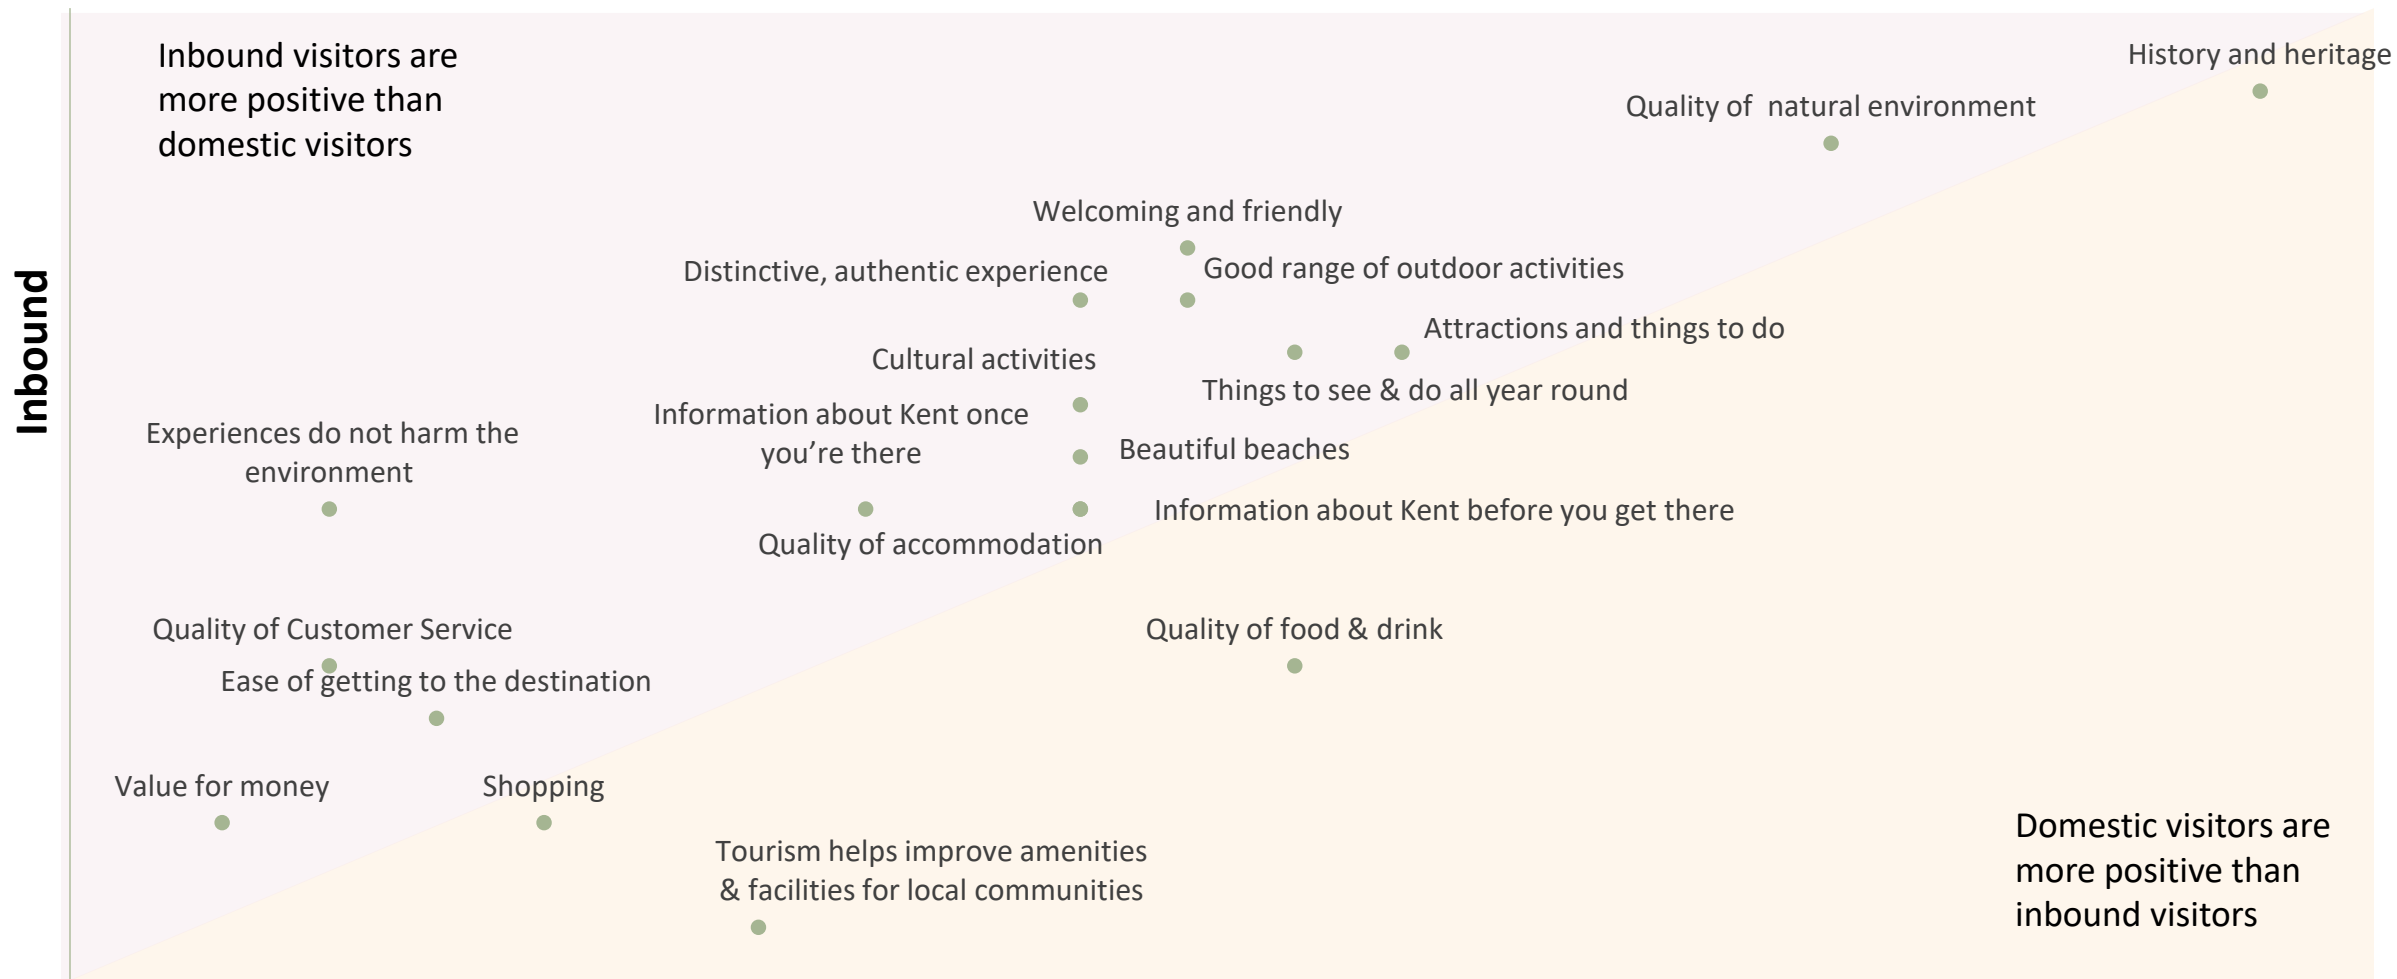 Inbound visitors are
more positive than
domestic visitors
History and heritage
Quality of  natural environment
Welcoming and friendly
Distinctive, authentic experience
Good range of outdoor activities
Inbound
Attractions and things to do
Cultural activities
Things to see & do all year round
Information about Kent once
you’re there
Experiences do not harm the
environment
Beautiful beaches
Information about Kent before you get there
Quality of accommodation
Quality of Customer Service
Quality of food & drink
Ease of getting to the destination
Value for money
Shopping
Tourism helps improve amenities
& facilities for local communities
Domestic visitors are
more positive than
inbound visitors